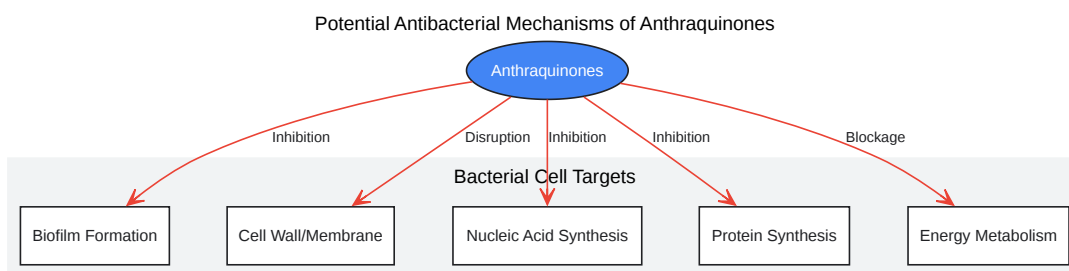 Potential Antibacterial Mechanisms of Anthraquinones
Anthraquinones
Inhibition
Disruption
Inhibition
Inhibition
Blockage
Bacterial Cell Targets
Biofilm Formation
Cell Wall/Membrane
Nucleic Acid Synthesis
Protein Synthesis
Energy Metabolism